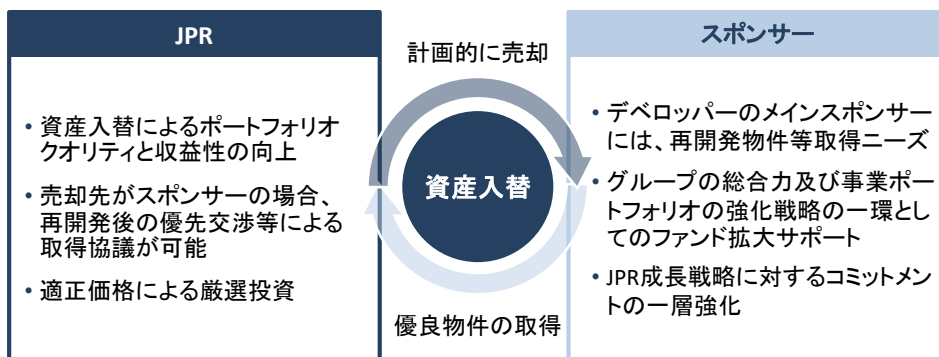 JPR
• 資産入替によるポートフォリオ
クオリティと収益性の向上
• 売却先がスポンサーの場合、
再開発後の優先交渉等による
取得協議が可能
• 適正価格による厳選投資
計画的に売却
資産入替
優良物件の取得
スポンサー
• デベロッパーのメインスポンサー
には、再開発物件等取得ニーズ
• グループの総合力及び事業ポー
トフォリオの強化戦略の一環とし
てのファンド拡大サポート
• JPR成長戦略に対するコミットメン
トの一層強化